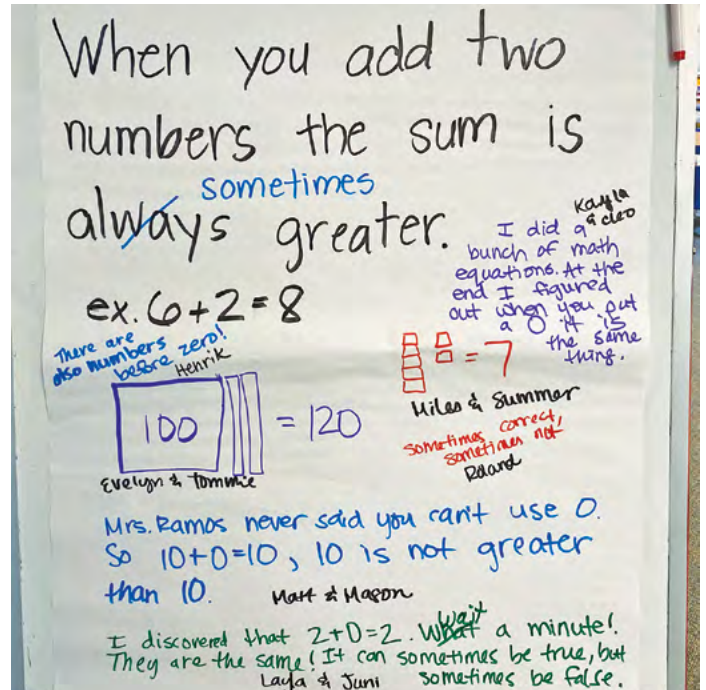 When you add two
numbers the sum is
sometimes
always greater.
Kayla
& Cleo
I did a
bunch of math
equations. At the
end I figured
out when you put
a 0 it is
the same
thing.
ex. 6+2=8
There are
also numbers
before zero!
Henrik
= 7
Miles & Summer
100 = 120
Evelyn & Tommie
sometimes correct,
sometimes not
Roland
Mrs. Ramos never said you can't use 0.
So 10+0=10, 10 is not greater
than 10.
Matt & Mason
wait
I discovered that 2+0=2. What a minute!
They are the same! It can sometimes be true, but
sometimes be false.
Layla & Juni